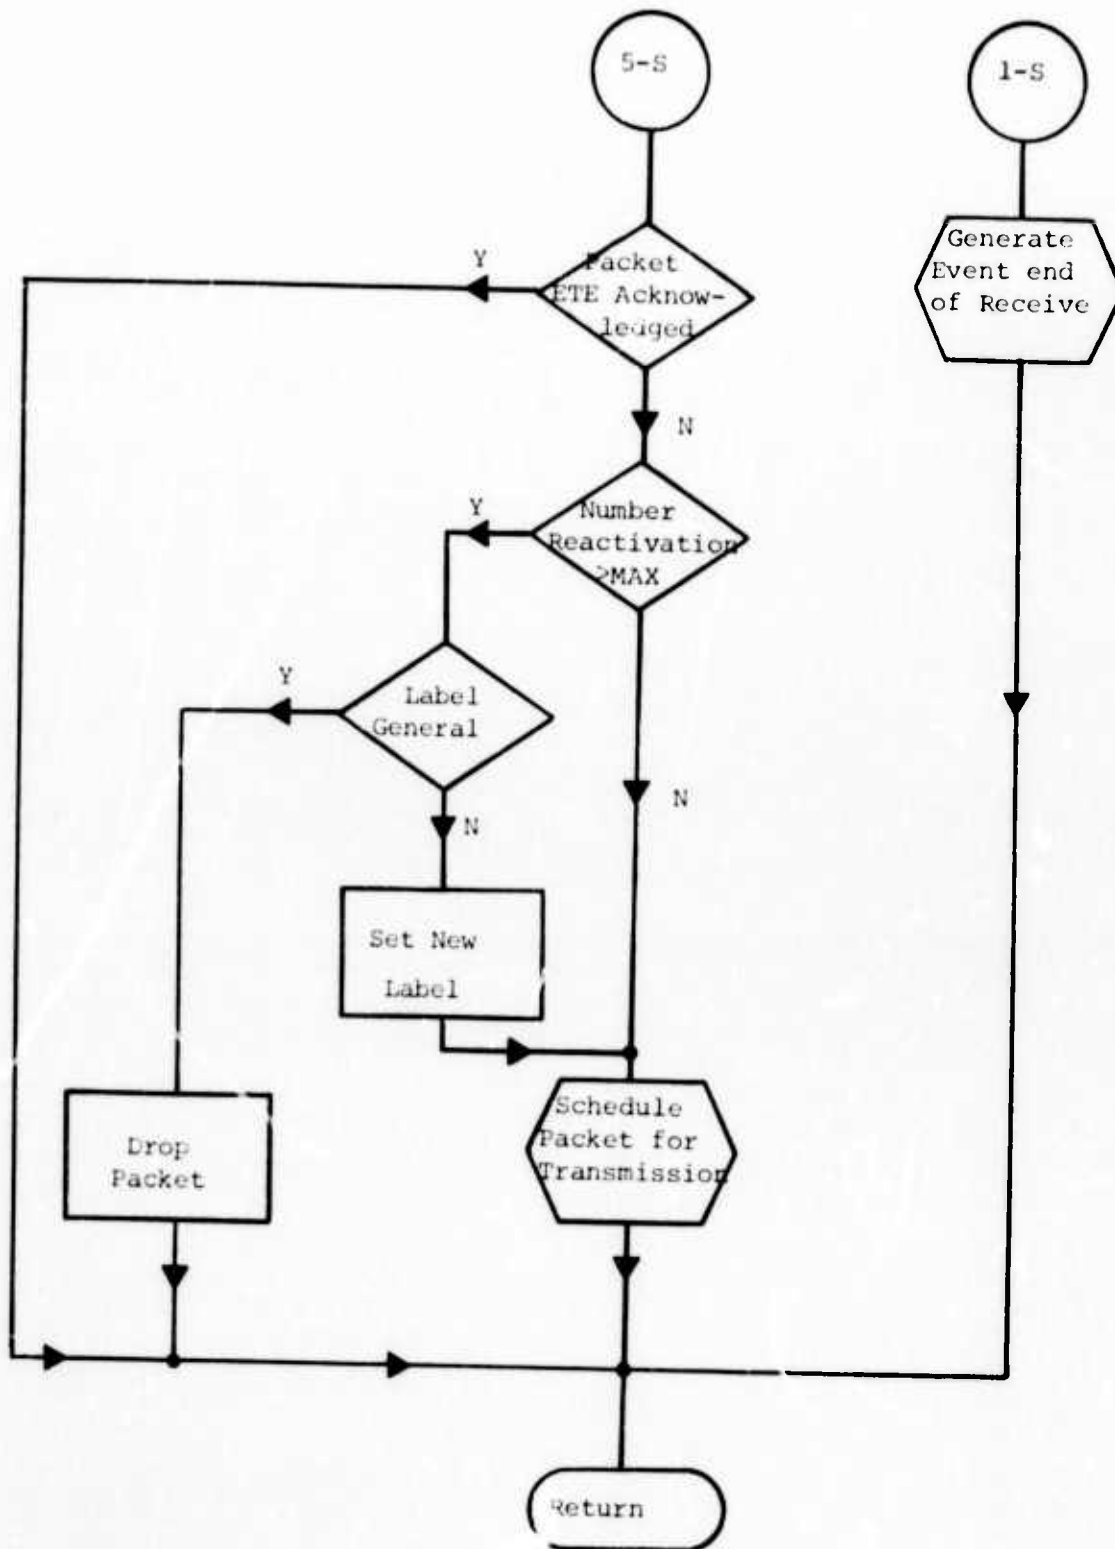 5-S
1-S
Generate
Event end
of Receive
Y
Packet
ETE Acknow-
ledged
N
Y
Number
Reactivation
>MAX
Y
Label
General
N
N
Set New
Label
Schedule
Packet for
Transmission
Drop
Packet
Return